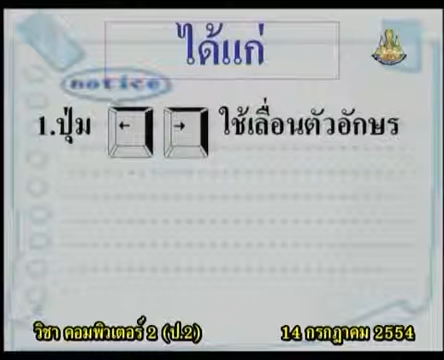 ได้แก่
notice
1.ปุ่ม ← → ใช้เลื่อนตัวอักษร
วิชา คอมพิวเตอร์ 2 (ป.2) 14 กรกฎาคม 2554